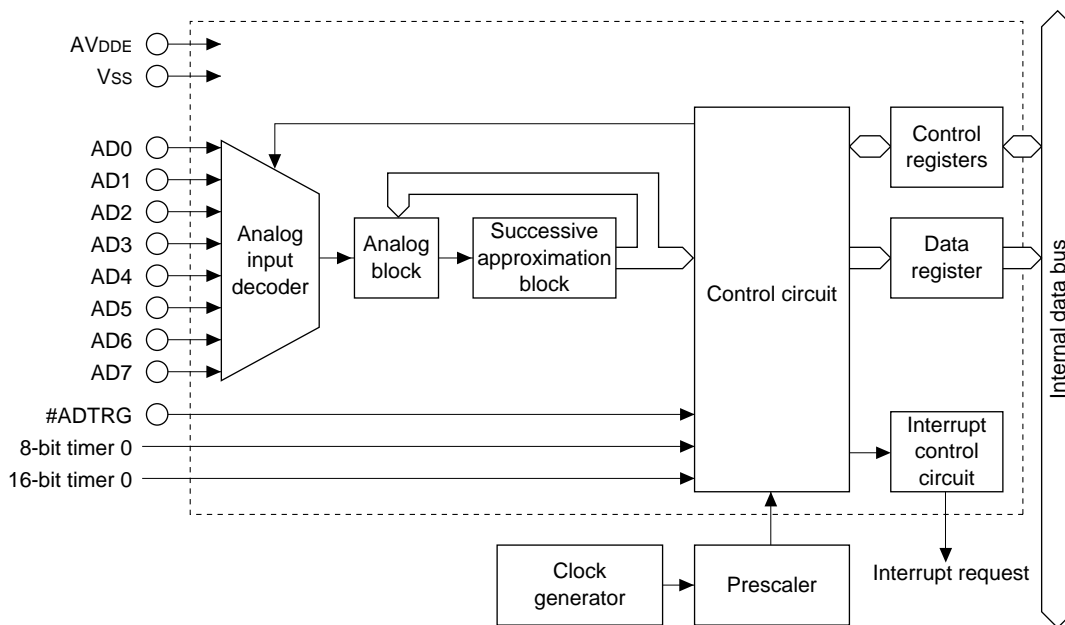 AVDDE
VSS
AD0
AD1
AD2
AD3
AD4
AD5
AD6
AD7
#ADTRG
8-bit timer 0
16-bit timer 0
Analog
input
decoder
Analog
block
Successive
approximation
block
Control circuit
Control
registers
Data
register
Interrupt
control
circuit
Internal data bus
Clock
generator
Prescaler
Interrupt request